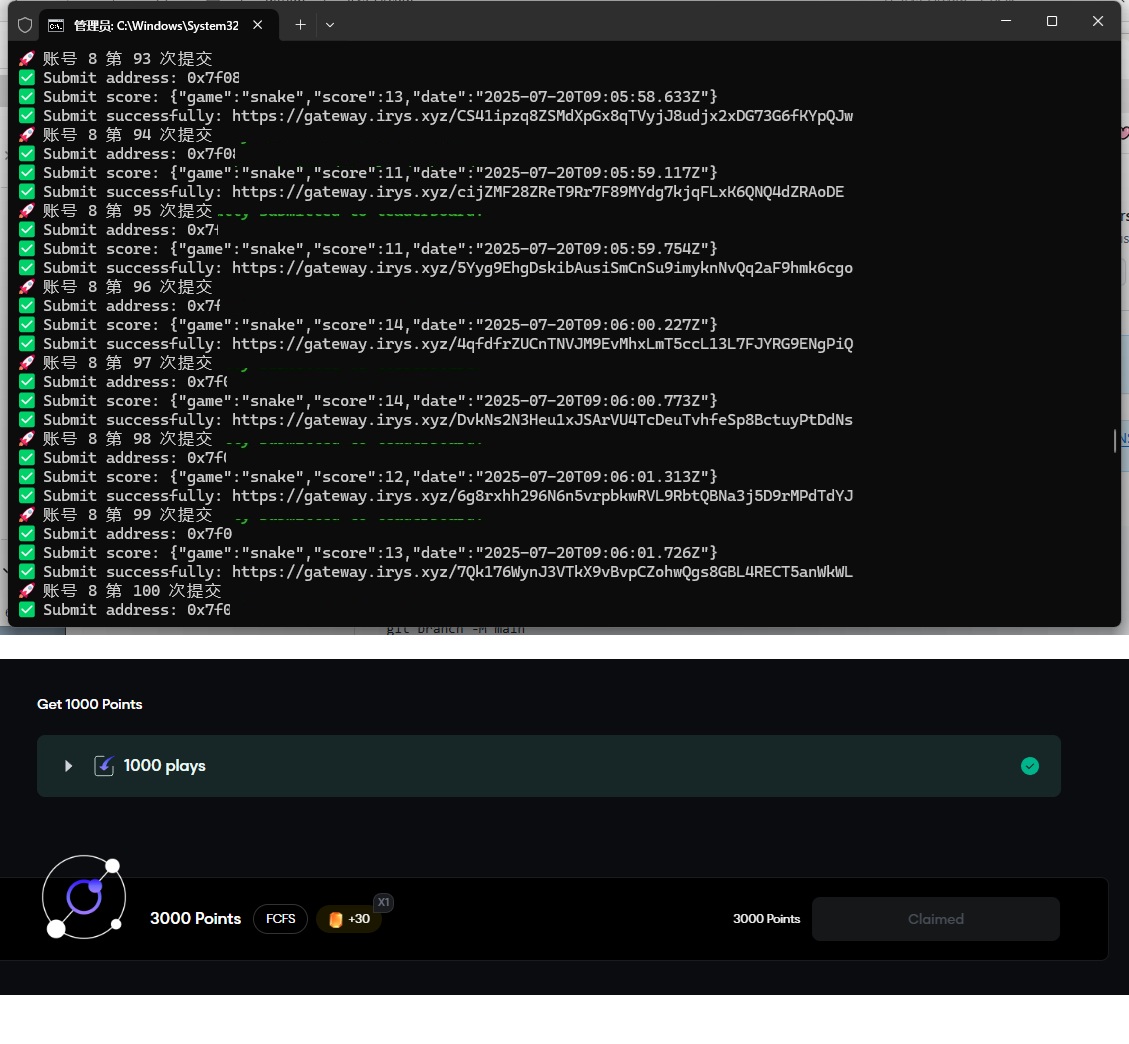 管理员: C:\Windows\System32
🚀 账号 8 第 93 次提交
✅ Submit address: 0x7f08
✅ Submit score: {"game":"snake","score":13,"date":"2025-07-20T09:05:58.633Z"}
✅ Submit successfully: https://gateway.irys.xyz/CS41ipzq8ZSMdXpGx8qTVyjJ8udjx2xDG73G6fKYpQJw
🚀 账号 8 第 94 次提交
✅ Submit address: 0x7f08
✅ Submit score: {"game":"snake","score":11,"date":"2025-07-20T09:05:59.117Z"}
✅ Submit successfully: https://gateway.irys.xyz/cijZMF28ZReT9Rr7F89MYdg7kjqFLxK6QNQ4dZRAoDE
🚀 账号 8 第 95 次提交
✅ Submit address: 0x7f
✅ Submit score: {"game":"snake","score":11,"date":"2025-07-20T09:05:59.754Z"}
✅ Submit successfully: https://gateway.irys.xyz/5Yyg9EhgDskibAusiSmCnSu9imyknNvQq2aF9hmk6cgo
🚀 账号 8 第 96 次提交
✅ Submit address: 0x7f
✅ Submit score: {"game":"snake","score":14,"date":"2025-07-20T09:06:00.227Z"}
✅ Submit successfully: https://gateway.irys.xyz/4qfdfrZUCnTNVJM9EvMhxLmT5ccL13L7FJYRG9ENgPiQ
🚀 账号 8 第 97 次提交
✅ Submit address: 0x7f0
✅ Submit score: {"game":"snake","score":14,"date":"2025-07-20T09:06:00.773Z"}
✅ Submit successfully: https://gateway.irys.xyz/DvkNs2N3Heu1xJSArVU4TcDeuTvhfeSp8BctuyPtDdNs
🚀 账号 8 第 98 次提交
✅ Submit address: 0x7f0
✅ Submit score: {"game":"snake","score":12,"date":"2025-07-20T09:06:01.313Z"}
✅ Submit successfully: https://gateway.irys.xyz/6g8rxhh296N6n5vrpbkwRVL9RbtQBNa3j5D9rMPdTdYJ
🚀 账号 8 第 99 次提交
✅ Submit address: 0x7f0
✅ Submit score: {"game":"snake","score":13,"date":"2025-07-20T09:06:01.726Z"}
✅ Submit successfully: https://gateway.irys.xyz/7Qk176WynJ3VTkX9vBvpCZohwQgs8GBL4RECT5anWkWL
🚀 账号 8 第 100 次提交
✅ Submit address: 0x7f0
git branch -M main
Get 1000 Points
1000 plays
3000 Points FCFS +30 X1 3000 Points Claimed